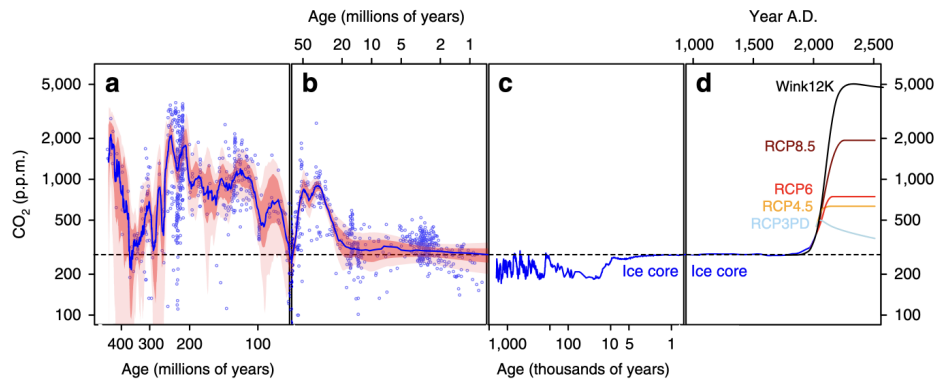 Age (millions of years)
50 20 10 5 2 1
Year A.D.
1,000 1,500 2,000 2,500
a b c d
CO2 (p.p.m.)
5,000
2,000
1,000
500
200
100
Wink12K
RCP8.5
RCP6
RCP4.5
RCP3PD
Ice core
Ice core
5,000
2,000
1,000
500
200
100
400 300 200 100
Age (millions of years)
1,000 100 10 5 1
Age (thousands of years)